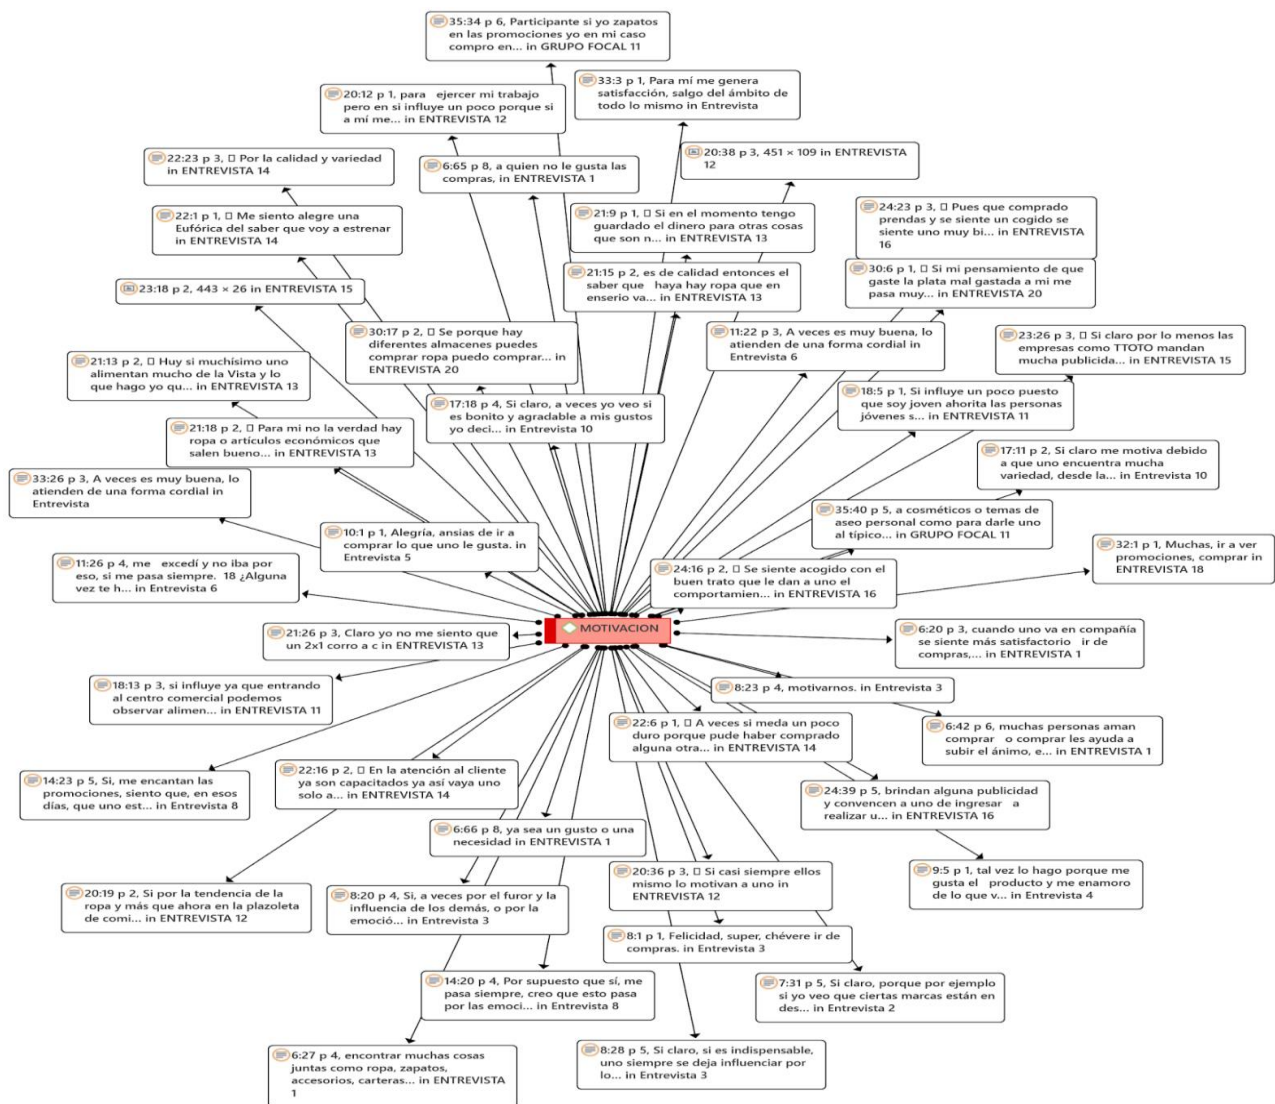 35:34 p 6, Participante si yo zapatos
en las promociones yo en mi caso
compro en... in GRUPO FOCAL 11
33:3 p 1, Para mí me genera
satisfacción, salgo del ámbito de
todo lo mismo in Entrevista
20:12 p 1, para ejercer mi trabajo
pero en si influye un poco porque si
a mí me... in ENTREVISTA 12
22:23 p 3, Por la calidad y variedad
in ENTREVISTA 14
6:65 p 8, a quien no le gusta las
compras, in ENTREVISTA 1
20:38 p 3, 451 × 109 in ENTREVISTA
12
22:1 p 1, Me siento alegre una
Eufórica del saber que voy a estrenar
in ENTREVISTA 14
21:9 p 1, Si en el momento tengo
guardado el dinero para otras cosas
que son n... in ENTREVISTA 13
24:23 p 3, Pues que comprado
prendas y se siente un cogido se
siente uno muy bi... in ENTREVISTA
16
21:15 p 2, es de calidad entonces el
saber que haya hay ropa que en
enserio va... in ENTREVISTA 13
30:6 p 1, Si mi pensamiento de que
gaste la plata mal gastada a mi me
pasa muy... in ENTREVISTA 20
23:18 p 2, 443 × 26 in ENTREVISTA 15
30:17 p 2, Se porque hay
diferentes almacenes puedes
comprar ropa puedo comprar... in
ENTREVISTA 20
11:22 p 3, A veces es muy buena, lo
atienden de una forma cordial in
Entrevista 6
23:26 p 3, Si claro por lo menos las
empresas como TTOTO mandan
mucha publicida... in ENTREVISTA 15
21:13 p 2, Huy si muchísimo uno
alimentan mucho de la Vista y lo
que hago yo qu... in ENTREVISTA 13
17:18 p 4, Si claro, a veces yo veo si
es bonito y agradable a mis gustos
yo deci... in Entrevista 10
18:5 p 1, Si influye un poco puesto
que soy joven ahorita las personas
jóvenes s... in ENTREVISTA 11
21:18 p 2, Para mi no la verdad hay
ropa o artículos económicos que
salen bueno... in ENTREVISTA 13
17:11 p 2, Si claro me motiva debido
a que uno encuentra mucha
variedad, desde la... in Entrevista 10
33:26 p 3, A veces es muy buena, lo
atienden de una forma cordial in
Entrevista
10:1 p 1, Alegría, ansias de ir a
comprar lo que uno le gusta. in
Entrevista 5
35:40 p 5, a cosméticos o temas de
aseo personal como para darle uno
al típico... in GRUPO FOCAL 11
32:1 p 1, Muchas, ir a ver
promociones, comprar in
ENTREVISTA 18
11:26 p 4, me excedí y no iba por
eso, si me pasa siempre. 18 ¿Alguna
vez te h... in Entrevista 6
24:16 p 2, Se siente acogido con el
buen trato que le dan a uno el
comportamien... in ENTREVISTA 16
MOTIVACION
21:26 p 3, Claro yo no me siento que
un 2x1 corro a c in ENTREVISTA 13
6:20 p 3, cuando uno va en compañía
se siente más satisfactorio ir de
compras,... in ENTREVISTA 1
18:13 p 3, si influye ya que entrando
al centro comercial podemos
observar alimen... in ENTREVISTA 11
8:23 p 4, motivarnos. in Entrevista 3
22:6 p 1, A veces si meda un poco
duro porque pude haber comprado
alguna otra... in ENTREVISTA 14
6:42 p 6, muchas personas aman
comprar o comprar les ayuda a
subir el ánimo, e... in ENTREVISTA 1
14:23 p 5, Si, me encantan las
promociones, siento que, en esos
días, que uno est... in Entrevista 8
22:16 p 2, En la atención al cliente
ya son capacitados ya así vaya uno
solo a... in ENTREVISTA 14
24:39 p 5, brindan alguna publicidad
y convencen a uno de ingresar a
realizar u... in ENTREVISTA 16
6:66 p 8, ya sea un gusto o una
necesidad in ENTREVISTA 1
20:36 p 3, Si casi siempre ellos
mismo lo motivan a uno in
ENTREVISTA 12
9:5 p 1, tal vez lo hago porque me
gusta el producto y me enamoro
de lo que v... in Entrevista 4
20:19 p 2, Si por la tendencia de la
ropa y más que ahora en la plazoleta
de comi... in ENTREVISTA 12
8:20 p 4, Si, a veces por el furor y la
influencia de los demás, o por la
emoció... in Entrevista 3
8:1 p 1, Felicidad, super, chévere ir de
compras. in Entrevista 3
14:20 p 4, Por supuesto que sí, me
pasa siempre, creo que esto pasa
por las emoci... in Entrevista 8
7:31 p 5, Si claro, porque por ejemplo
si yo veo que ciertas marcas están en
des... in Entrevista 2
6:27 p 4, encontrar muchas cosas
juntas como ropa, zapatos,
accesorios, carteras... in ENTREVISTA
1
8:28 p 5, Si claro, si es indispensable,
uno siempre se deja influenciar por
lo... in Entrevista 3